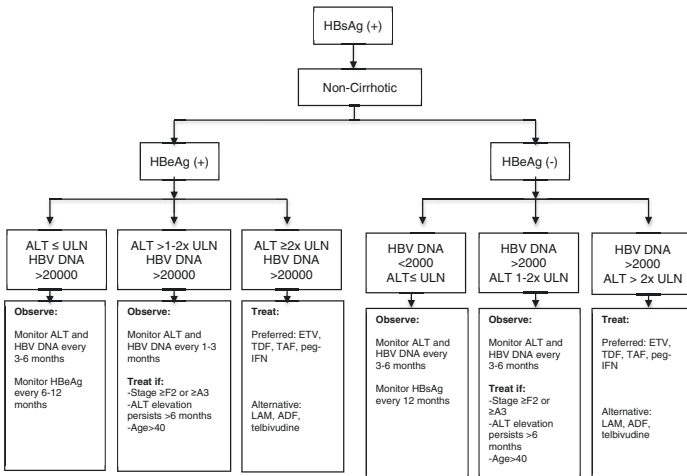 HBsAg (+)
Non-Cirrhotic
HBeAg (+)
HBeAg (-)
ALT ≤ ULN
HBV DNA
>20000
ALT >1-2x ULN
HBV DNA
>20000
ALT ≥2x ULN
HBV DNA
>20000
HBV DNA
<2000
ALT≤ ULN
HBV DNA
>2000
ALT 1-2x ULN
HBV DNA
>2000
ALT > 2x ULN
Observe:
Monitor ALT and
HBV DNA every
3-6 months
Monitor HBeAg
every 6-12
months
Observe:
Monitor ALT and
HBV DNA every 1-3
months
Treat if:
-Stage ≥F2 or ≥A3
-ALT elevation
persists >6 months
-Age>40
Treat:
Preferred: ETV,
TDF, TAF, peg-
IFN
Alternative:
LAM, ADF,
telbivudine
Observe:
Monitor ALT and
HBV DNA every
3-6 months
Monitor HBsAg
every 12 months
Observe:
Monitor ALT and
HBV DNA every
3-6 months
Treat if:
-Stage ≥F2 or
≥A3
-ALT elevation
persists >6
months
-Age>40
Treat:
Preferred: ETV,
TDF, TAF, peg-
IFN
Alternative:
LAM, ADF,
telbivudine